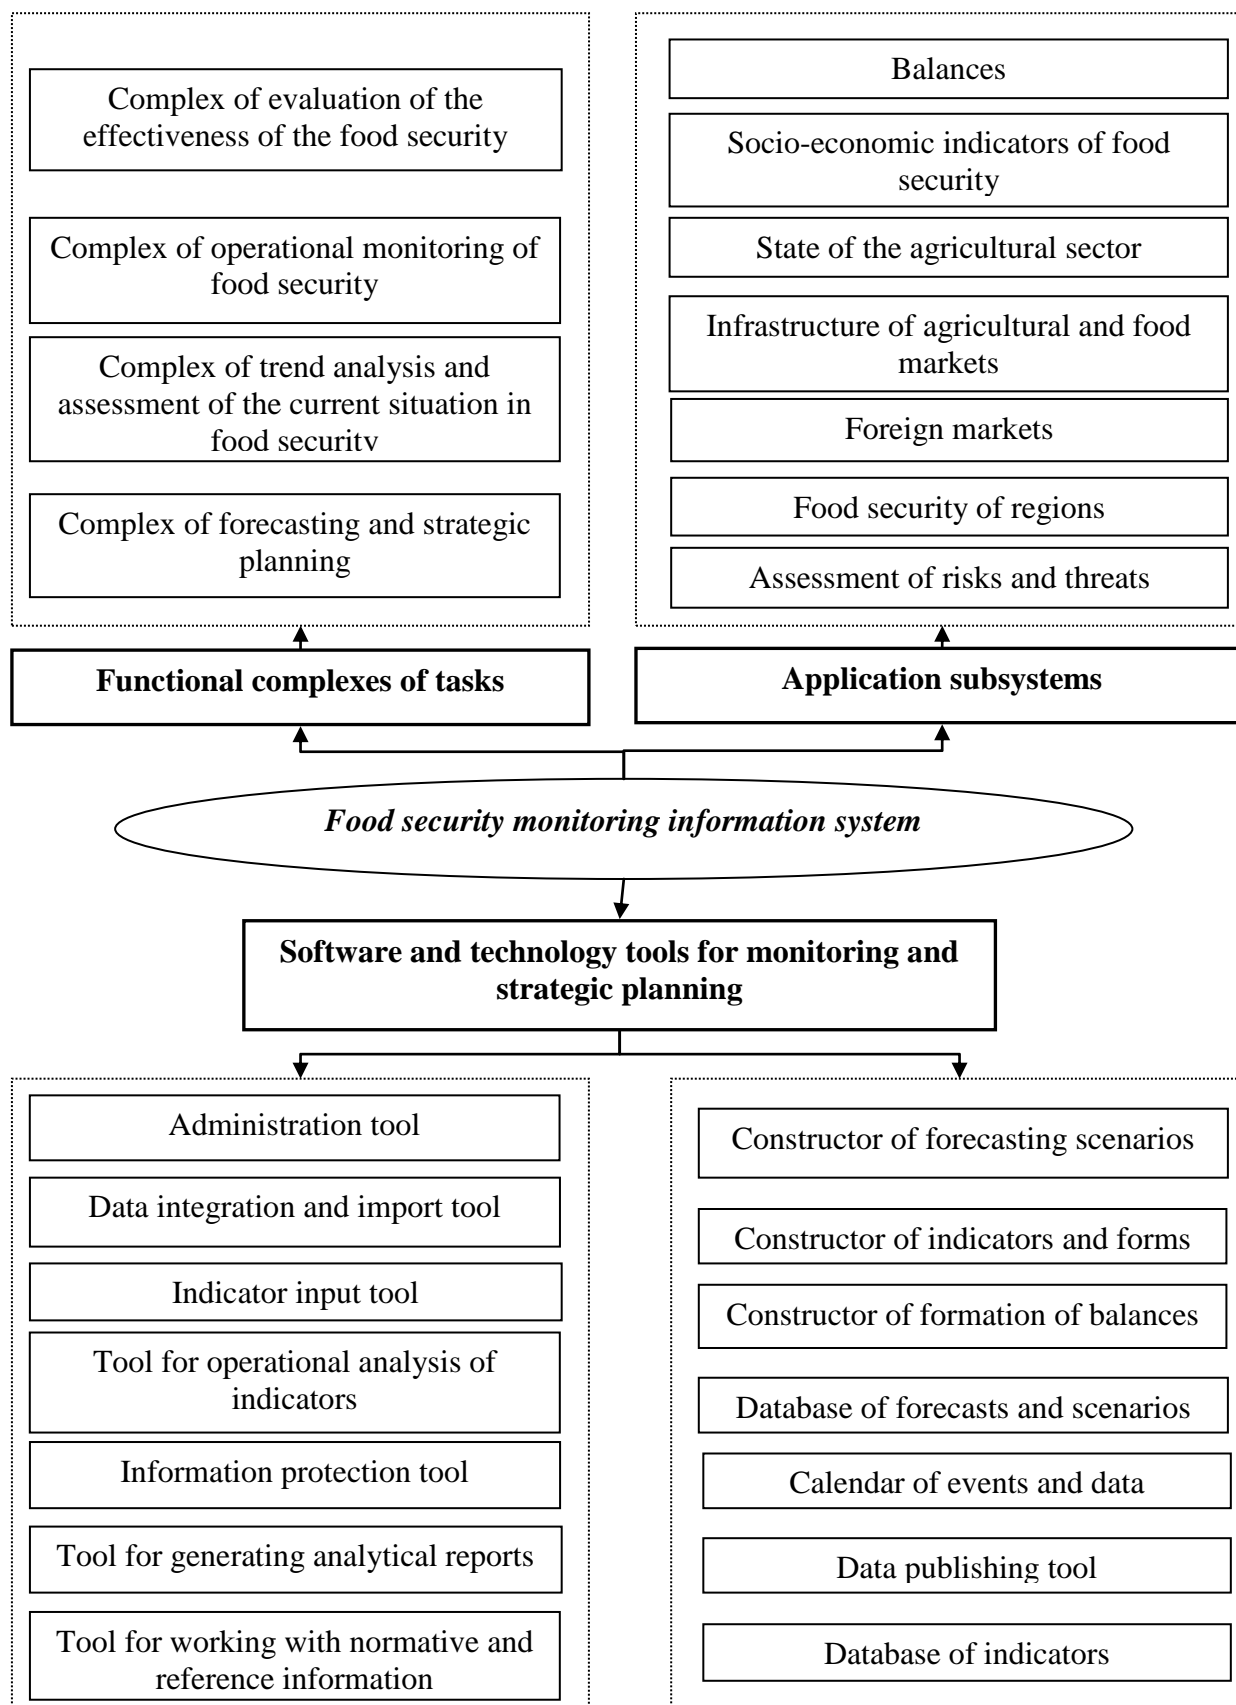 Complex of evaluation of the
effectiveness of the food security
Complex of operational monitoring of
food security
Complex of trend analysis and
assessment of the current situation in
food security
Complex of forecasting and strategic
planning
Balances
Socio-economic indicators of food
security
State of the agricultural sector
Infrastructure of agricultural and food
markets
Foreign markets
Food security of regions
Assessment of risks and threats
Functional complexes of tasks
Application subsystems
Food security monitoring information system
Software and technology tools for monitoring and
strategic planning
Administration tool
Data integration and import tool
Indicator input tool
Tool for operational analysis of
indicators
Information protection tool
Tool for generating analytical reports
Tool for working with normative and
reference information
Constructor of forecasting scenarios
Constructor of indicators and forms
Constructor of formation of balances
Database of forecasts and scenarios
Calendar of events and data
Data publishing tool
Database of indicators